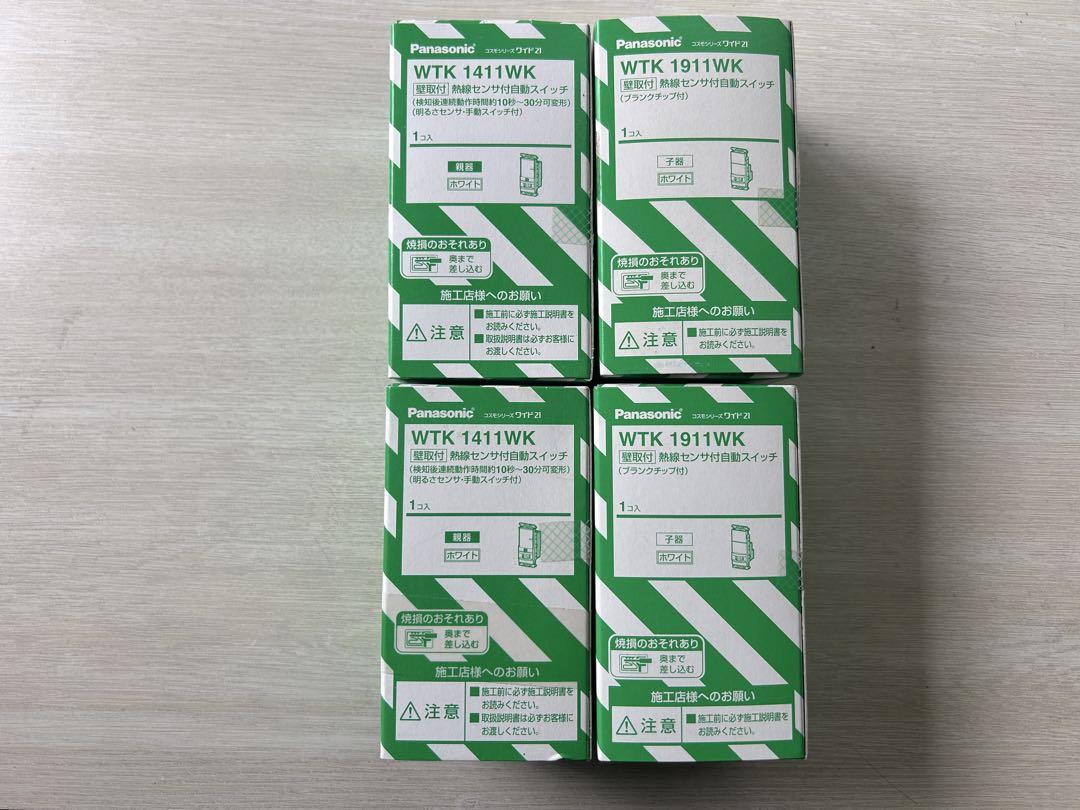 Panasonic コスモシリーズ ワイド21
WTK 1411WK
壁取付 熱線センサ付自動スイッチ
(検知後連続動作時間約10秒～30分可変形)
(明るさセンサ・手動スイッチ付)
1コ入
親器
ホワイト
焼損のおそれあり
奥まで
差し込む
施工店様へのお願い
注意
■施工前に必ず施工説明書を
お読みください。
■取扱説明書は必ずお客様に
お渡しください。
Panasonic コスモシリーズ ワイド21
WTK 1911WK
壁取付 熱線センサ付自動スイッチ
(ブランクチップ付)
1コ入
子器
ホワイト
焼損のおそれあり
奥まで
差し込む
施工店様へのお願い
注意
■施工前に必ず施工説明書を
お読みください。
Panasonic コスモシリーズ ワイド21
WTK 1411WK
壁取付 熱線センサ付自動スイッチ
(検知後連続動作時間約10秒～30分可変形)
(明るさセンサ・手動スイッチ付)
1コ入
親器
ホワイト
焼損のおそれあり
奥まで
差し込む
施工店様へのお願い
注意
■施工前に必ず施工説明書を
お読みください。
■取扱説明書は必ずお客様に
お渡しください。
Panasonic コスモシリーズ ワイド21
WTK 1911WK
壁取付 熱線センサ付自動スイッチ
(ブランクチップ付)
1コ入
子器
ホワイト
焼損のおそれあり
奥まで
差し込む
施工店様へのお願い
注意
■施工前に必ず施工説明書を
お読みください。